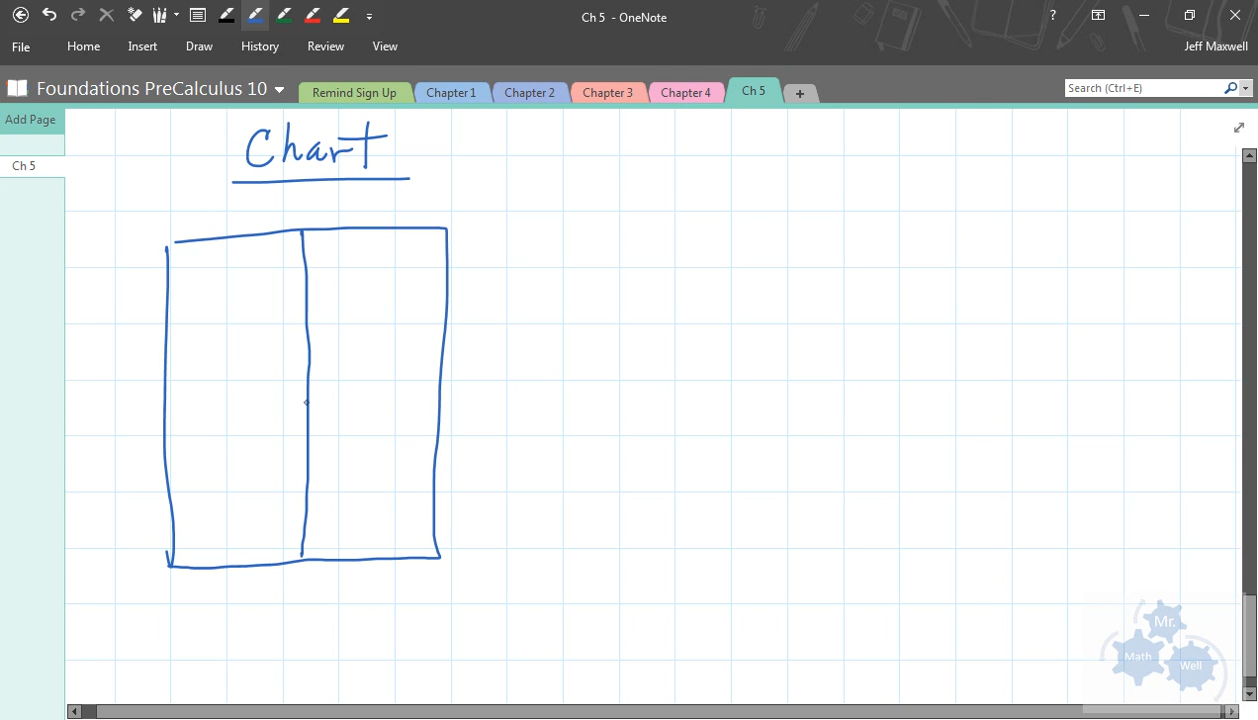 Ch 5 - OneNote
?
File
Home
Insert
Draw
History
Review
View
Jeff Maxwell
Foundations PreCalculus 10
Remind Sign Up
Chapter 1
Chapter 2
Chapter 3
Chapter 4
Ch 5
+
Search (Ctrl+E)
Add Page
Ch 5
Chart
Mr.
Math
Well